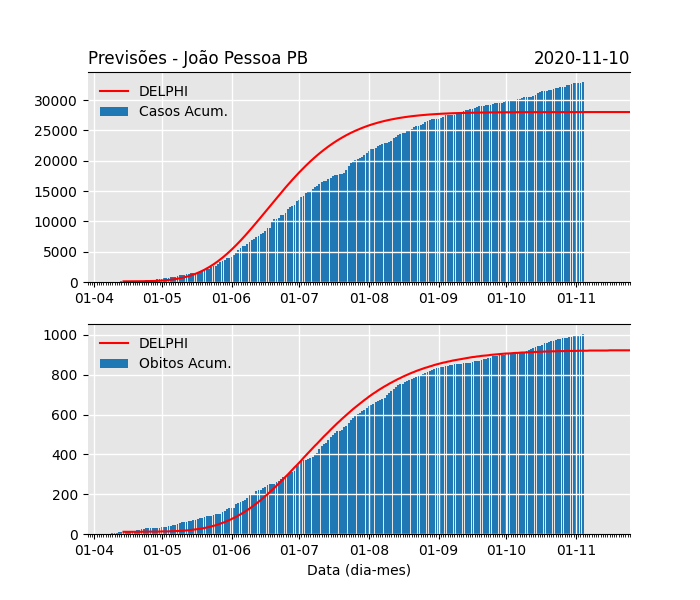 Previsões - João Pessoa PB 2020-11-10
DELPHI
Casos Acum.
30000
25000
20000
15000
10000
5000
0
01-04 01-05 01-06 01-07 01-08 01-09 01-10 01-11
DELPHI
Obitos Acum.
1000
800
600
400
200
0
01-04 01-05 01-06 01-07 01-08 01-09 01-10 01-11
Data (dia-mes)